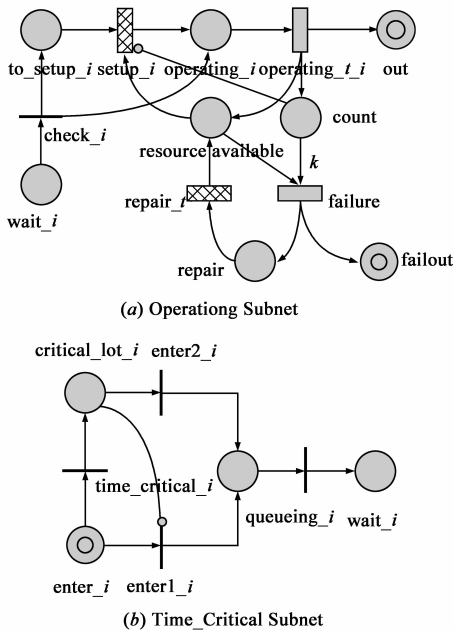 to_setup_i setup_i operating_i operating_t_i out
check_i
count
resource available
k
wait_i
repair_t
failure
repair
failout
(a) Operationg Subnet
critical_lot_i enter2_i
time_critical_i
queueing_i wait_i
enter_i enter1_i
(b) Time_Critical Subnet